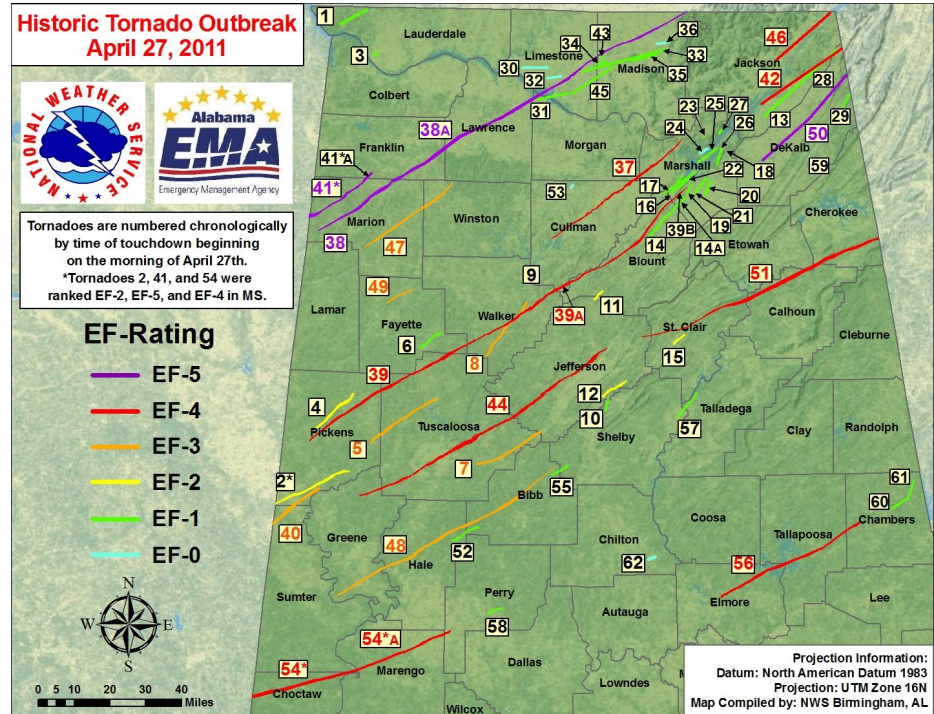 Historic Tornado Outbreak
April 27, 2011
NATIONAL WEATHER SERVICE
Alabama
EMA
Emergency Management Agency
Tornadoes are numbered chronologically
by time of touchdown beginning
on the morning of April 27th.
*Tornadoes 2, 41, and 54 were
ranked EF-2, EF-5, and EF-4 in MS.
EF-Rating
EF-5
EF-4
EF-3
EF-2
EF-1
EF-0
N
W E
S
0 5 10 20 30 40
Miles
1
Lauderdale
43
36
46
3
34
Limestone
33
Jackson
30
32
Madison
35
42
28
Colbert
45
31
23
25
27
13
29
38A
Lawrence
24
26
50
Franklin
Morgan
DeKalb
41*A
37
Marshall
18
59
41*
53
17
22
20
Marion
Winston
16
21
Cherokee
38
Cullman
39B
19
47
14
14A
Etowah
Blount
9
51
49
39A
11
Lamar
Walker
Calhoun
Fayette
St. Clair
Cleburne
6
8
15
39
Jefferson
4
44
12
Talladega
Pickens
Tuscaloosa
10
Randolph
5
Shelby
57
Clay
7
2*
55
61
Bibb
60
40
Greene
48
Coosa
Chambers
52
Chilton
Tallapoosa
Hale
62
56
Sumter
Perry
Elmore
Lee
Autauga
58
54*A
54*
Marengo
Dallas
Choctaw
Lowndes
M
Wilcox
Projection Information:
Datum: North American Datum 1983
Projection: UTM Zone 16N
Map Compiled by: NWS Birmingham, AL